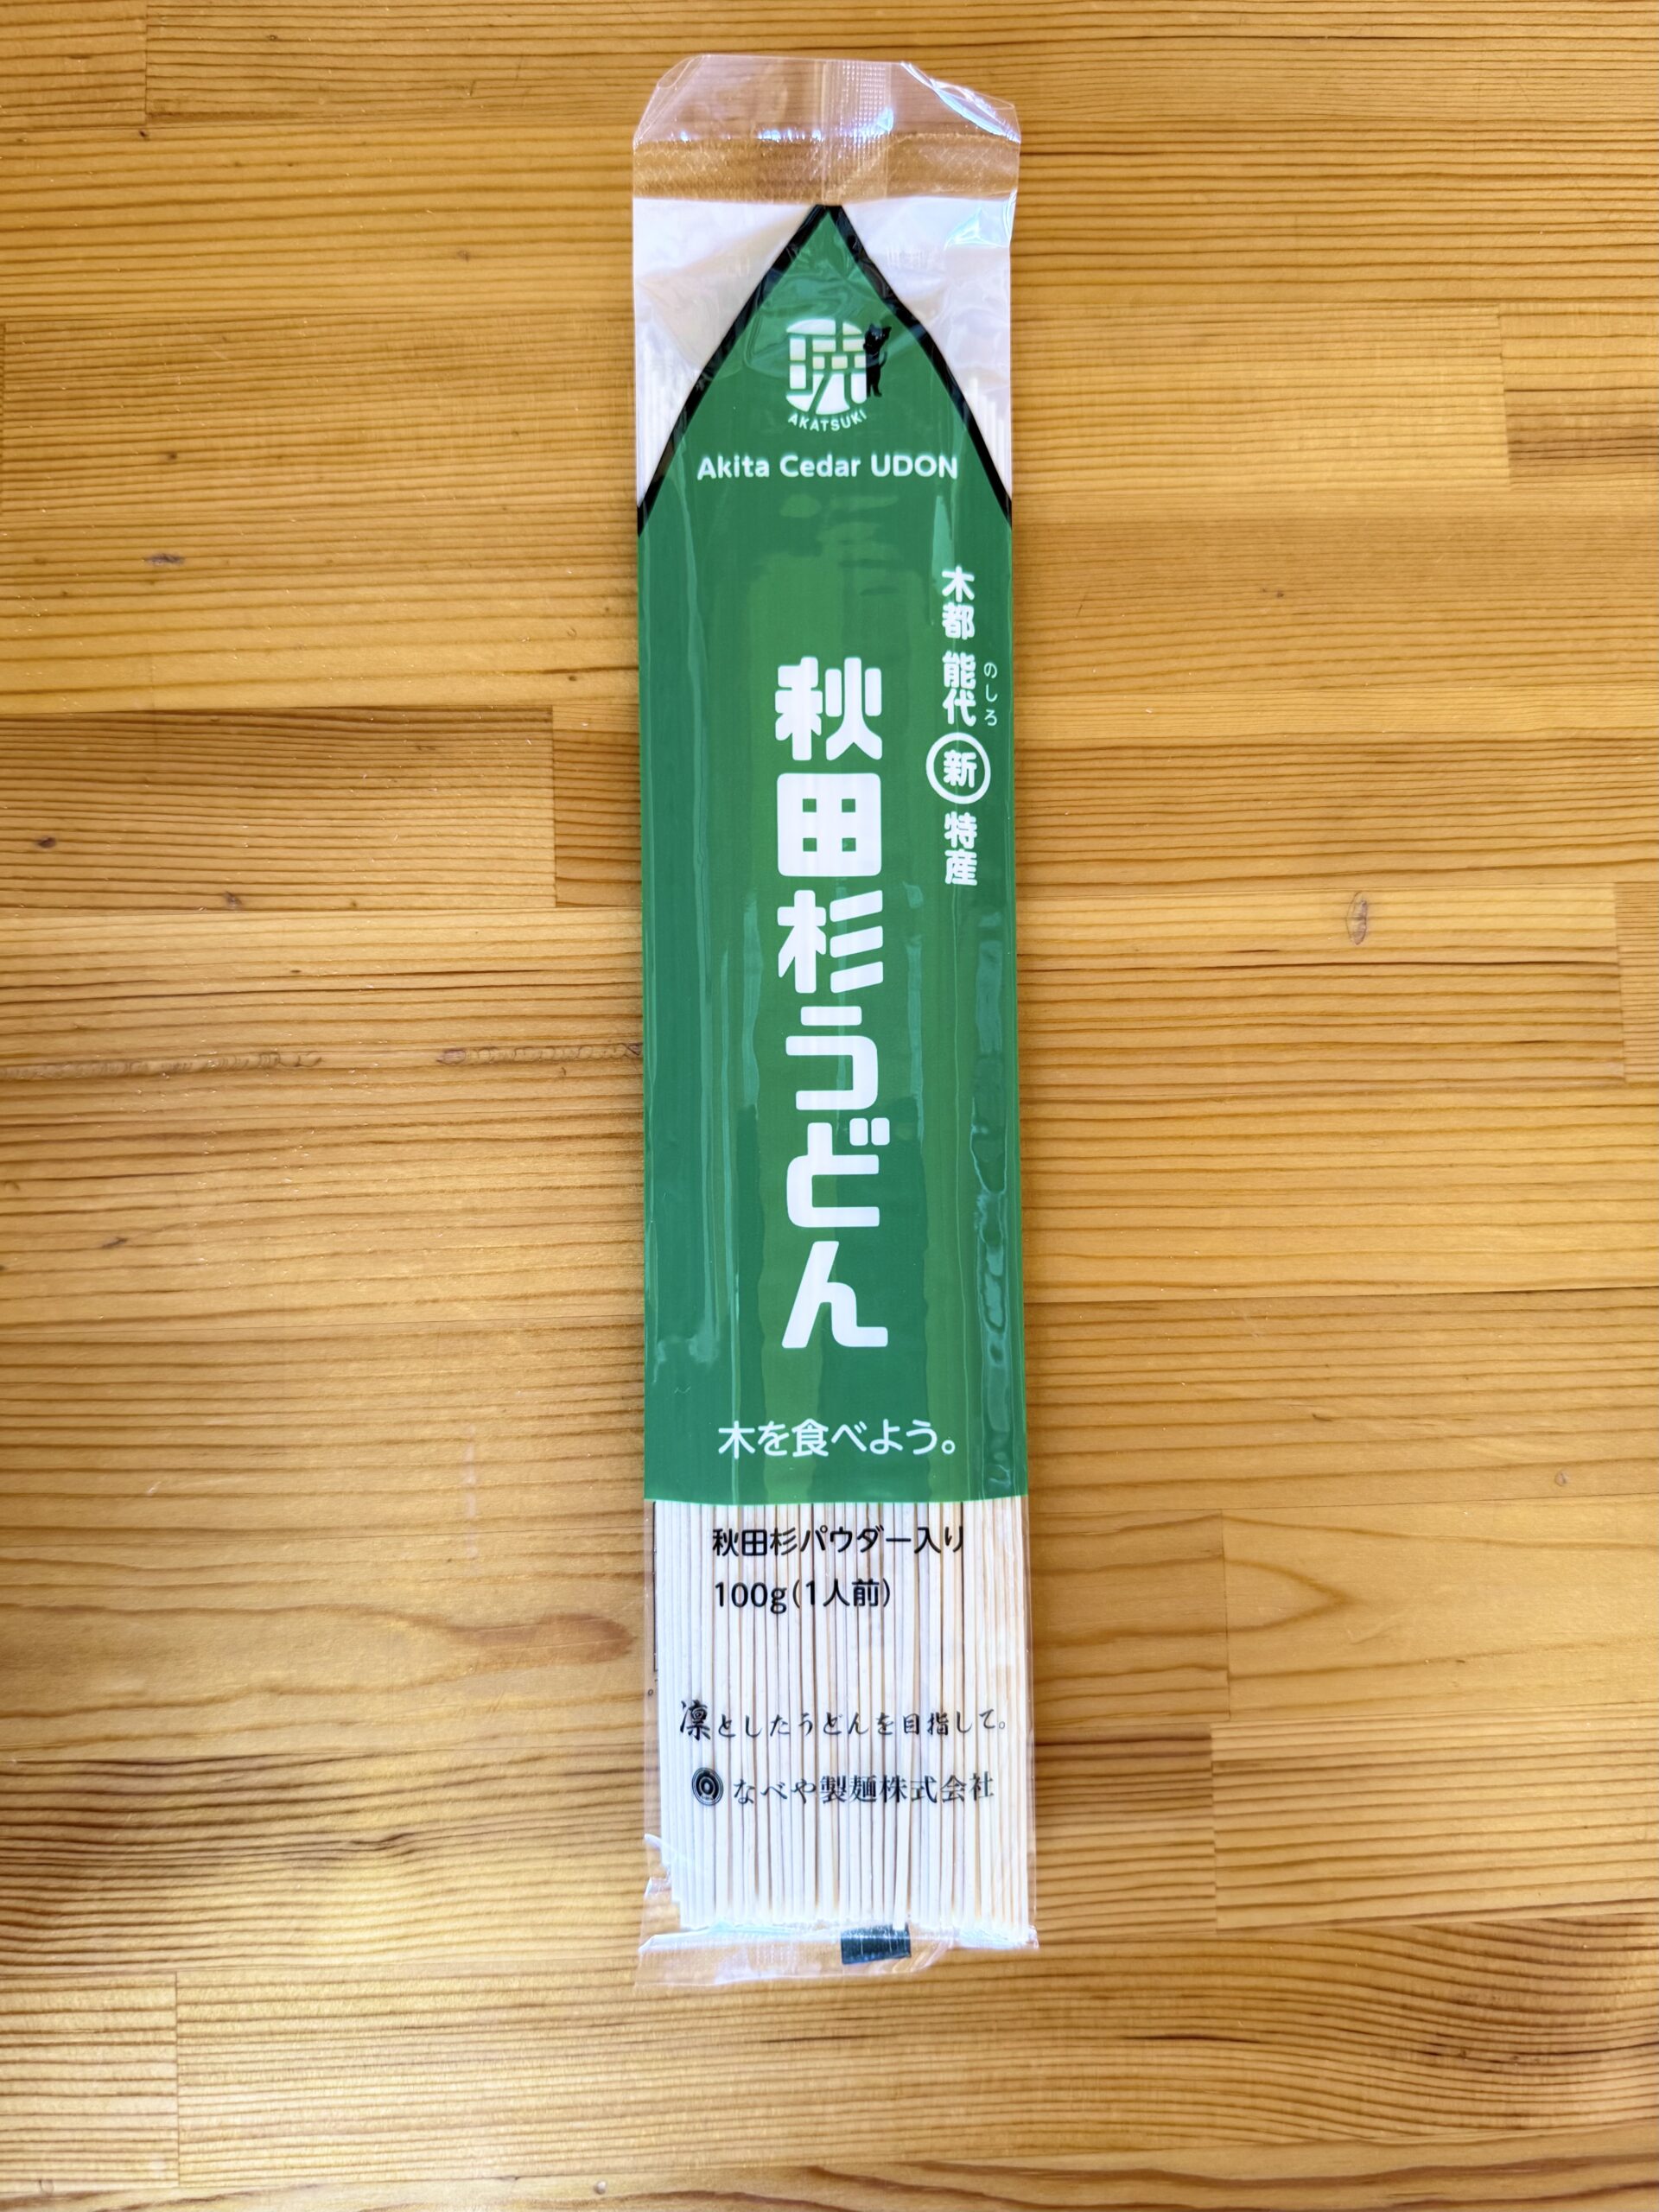 暁
AKATSUKI
Akita Cedar UDON
木都 能代 新 特産
のしろ
秋田杉うどん
木を食べよう。
秋田杉パウダー入り
100g(1人前)
凛としたうどんを目指して。
なべや製麺株式会社